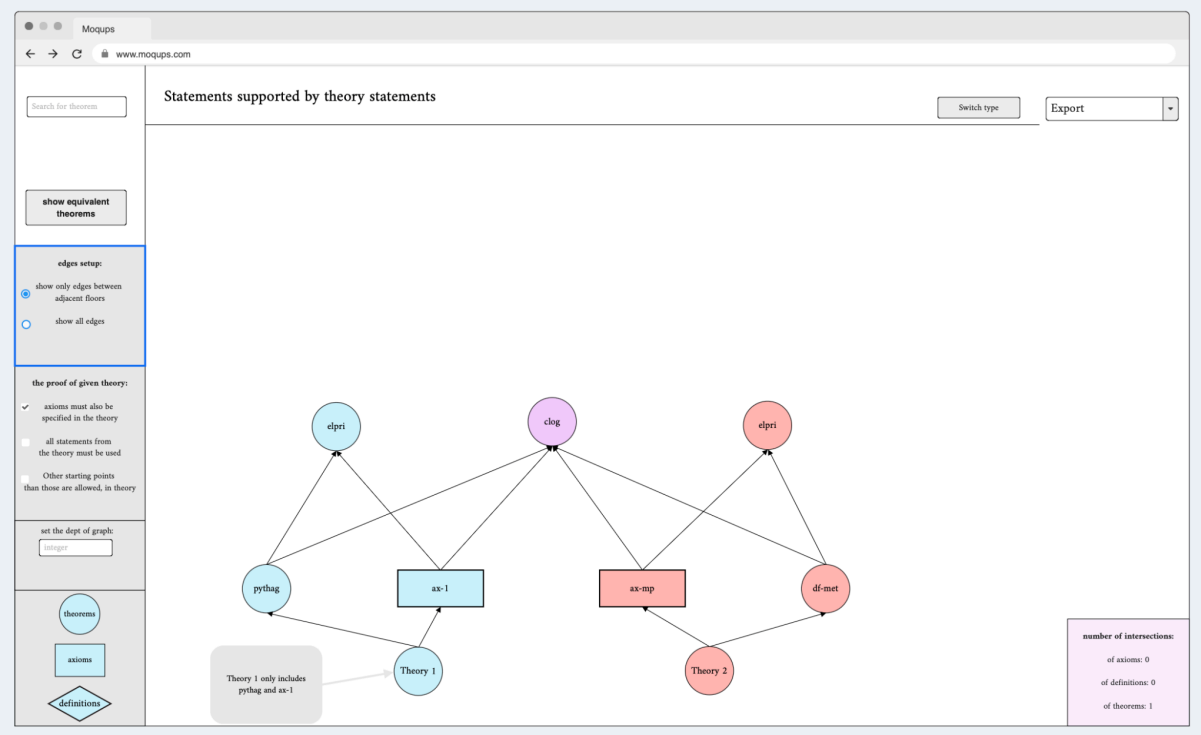 Moqups
www.moqups.com
Search for theorem
Statements supported by theory statements
Switch type
Export
show equivalent
theorems
edges setup:
show only edges between
adjacent floors
show all edges
the proof of given theory:
axioms must also be
specified in the theory
all statements from
the theory must be used
Other starting points
than those are allowed, in theory
set the dept of graph:
integer
theorems
axioms
definitions
elpri
clog
elpri
pythag
ax-1
ax-mp
df-met
Theory 1
Theory 2
Theory 1 only includes
pythag and ax-1
number of intersections:
of axioms: 0
of definitions: 0
of theorems: 1